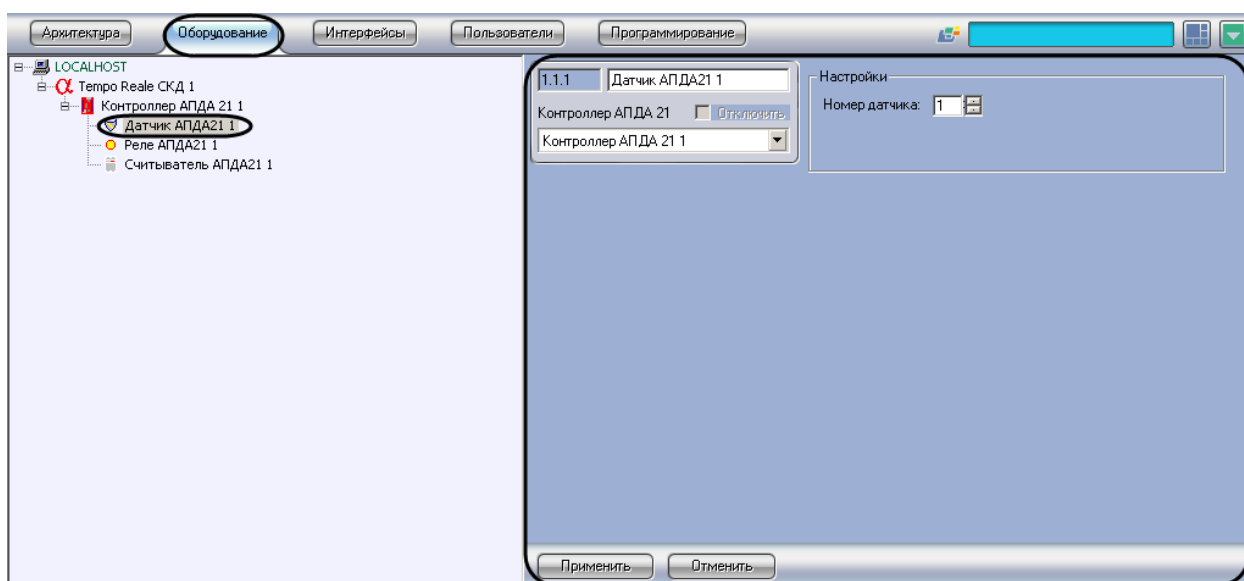 Архитектура Оборудование Интерфейсы Пользователи Программирование
LOCALHOST
Tempo Reale СКД 1
Контроллер АПДА 21 1
Датчик АПДА21 1
Реле АПДА21 1
Считыватель АПДА21 1
1.1.1 Датчик АПДА21 1
Контроллер АПДА 21 Отключить
Контроллер АПДА 21 1
Настройки
Номер датчика: 1
Применить Отменить